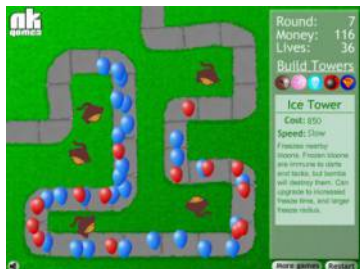 nk
games
Round: 7
Money: 116
Lives: 36
Build Towers
Ice Tower
Cost: 850
Speed: Slow
Freezes nearby
bloons. Frozen bloons
are immune to darts
and tacks, but bombs
will destroy them. Can
upgrade to increased
freeze time, and larger
freeze radius.
More games
Restart